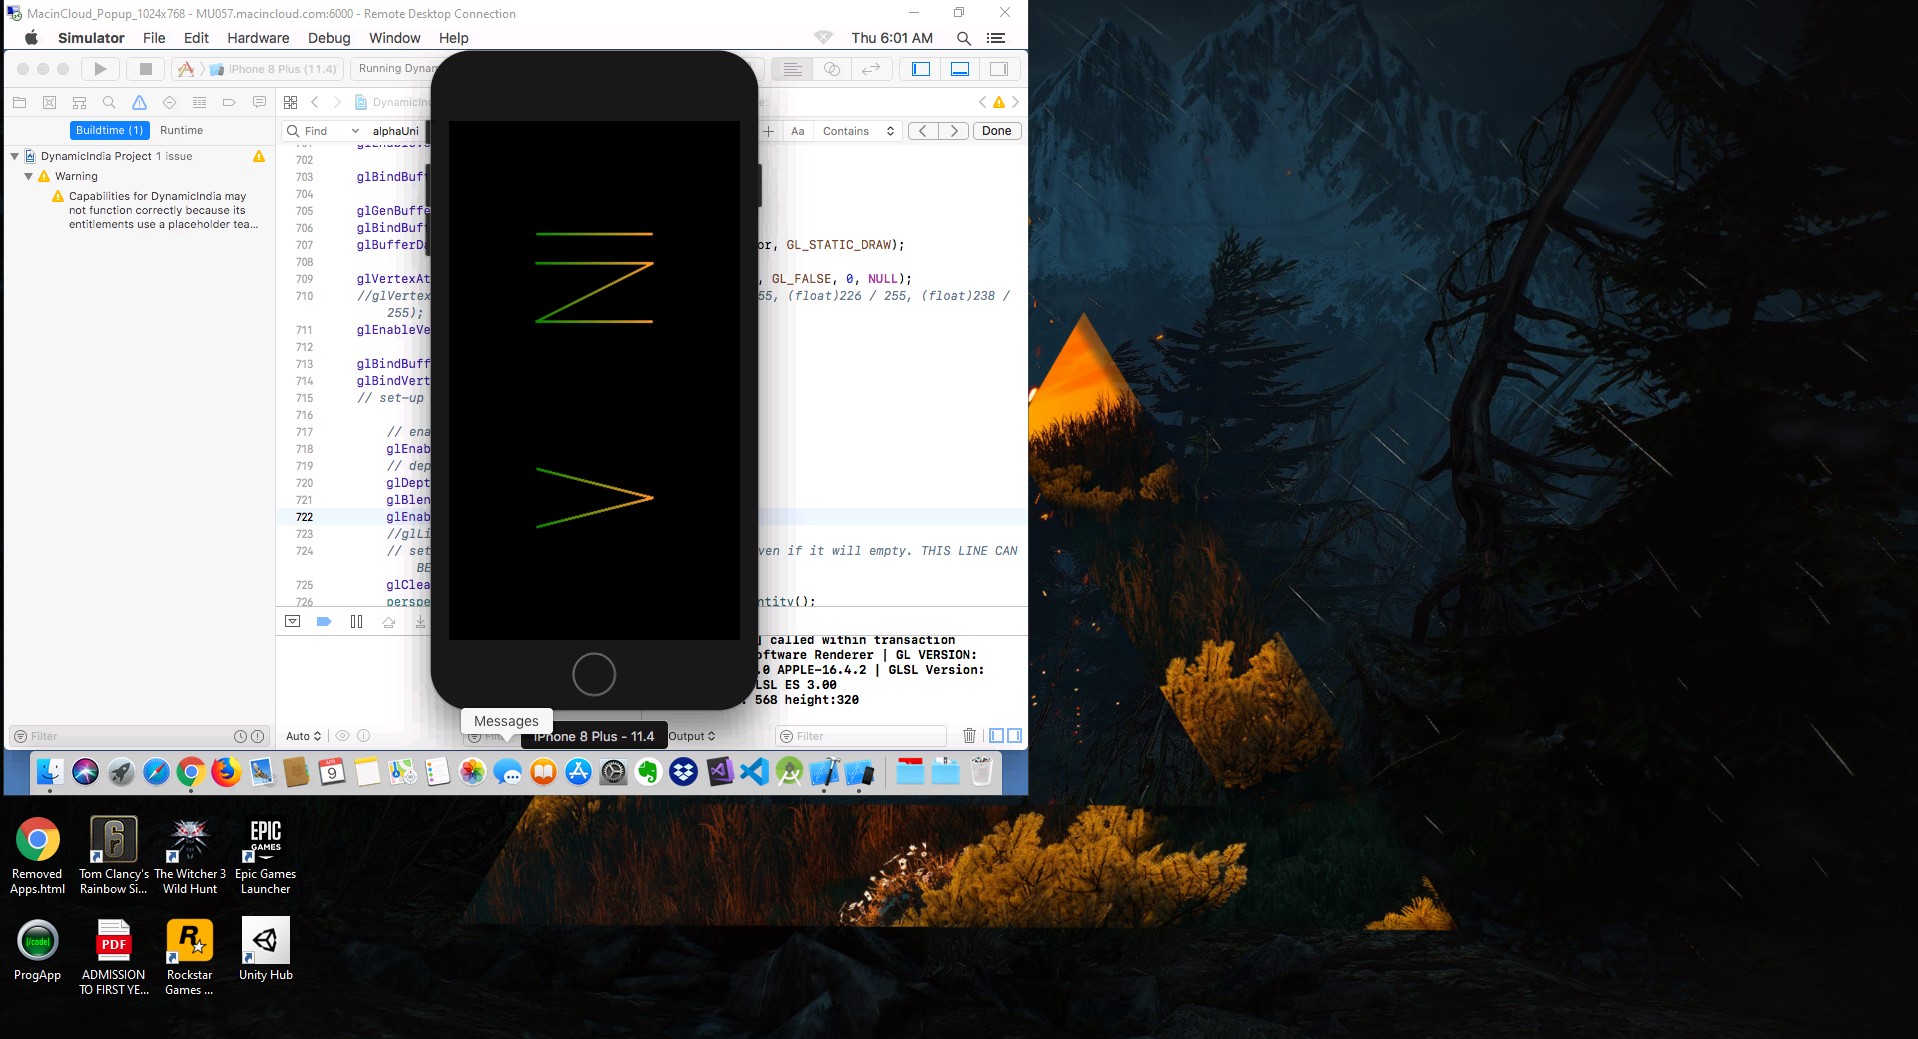 MacinCloud_Popup_1024x768 - MU057.macincloud.com:6000 - Remote Desktop Connection
Simulator File Edit Hardware Debug Window Help Thu 6:01 AM
iPhone 8 Plus (11.4) Running Dynam
DynamicInd
Buildtime (1) Runtime
Find alphaUni Aa Contains Done
DynamicIndia Project 1 issue
Warning
Capabilities for DynamicIndia may
not function correctly because its
entitlements use a placeholder tea...
702
703 glBindBuff
704
705 glGenBuffe
706 glBindBuff
707 glBufferDa or, GL_STATIC_DRAW);
708
709 glVertexAt , GL_FALSE, 0, NULL);
710 //glVertex 55, (float)226 / 255, (float)238 /
255);
711 glEnableVe
712
713 glBindBuff
714 glBindVert
715 // set-up
716
717 // ena
718 glEnab
719 // dep
720 glDept
721 glBlen
722 glEnab
723 //glLi
724 // set ven if it will empty. THIS LINE CAN
BE
725 glClea
726 perspe ntity();
] called within transaction
oftware Renderer | GL VERSION:
.0 APPLE-16.4.2 | GLSL Version:
LSL ES 3.00
: 568 height:320
Messages
iPhone 8 Plus - 11.4
Filter Auto Output Filter
APR
9
Removed
Apps.html
Tom Clancy's
Rainbow Si...
The Witcher 3
Wild Hunt
EPIC
GAMES
Epic Games
Launcher
{/code}
ProgApp
PDF
ADMISSION
TO FIRST YE...
R
Rockstar
Games ...
Unity Hub